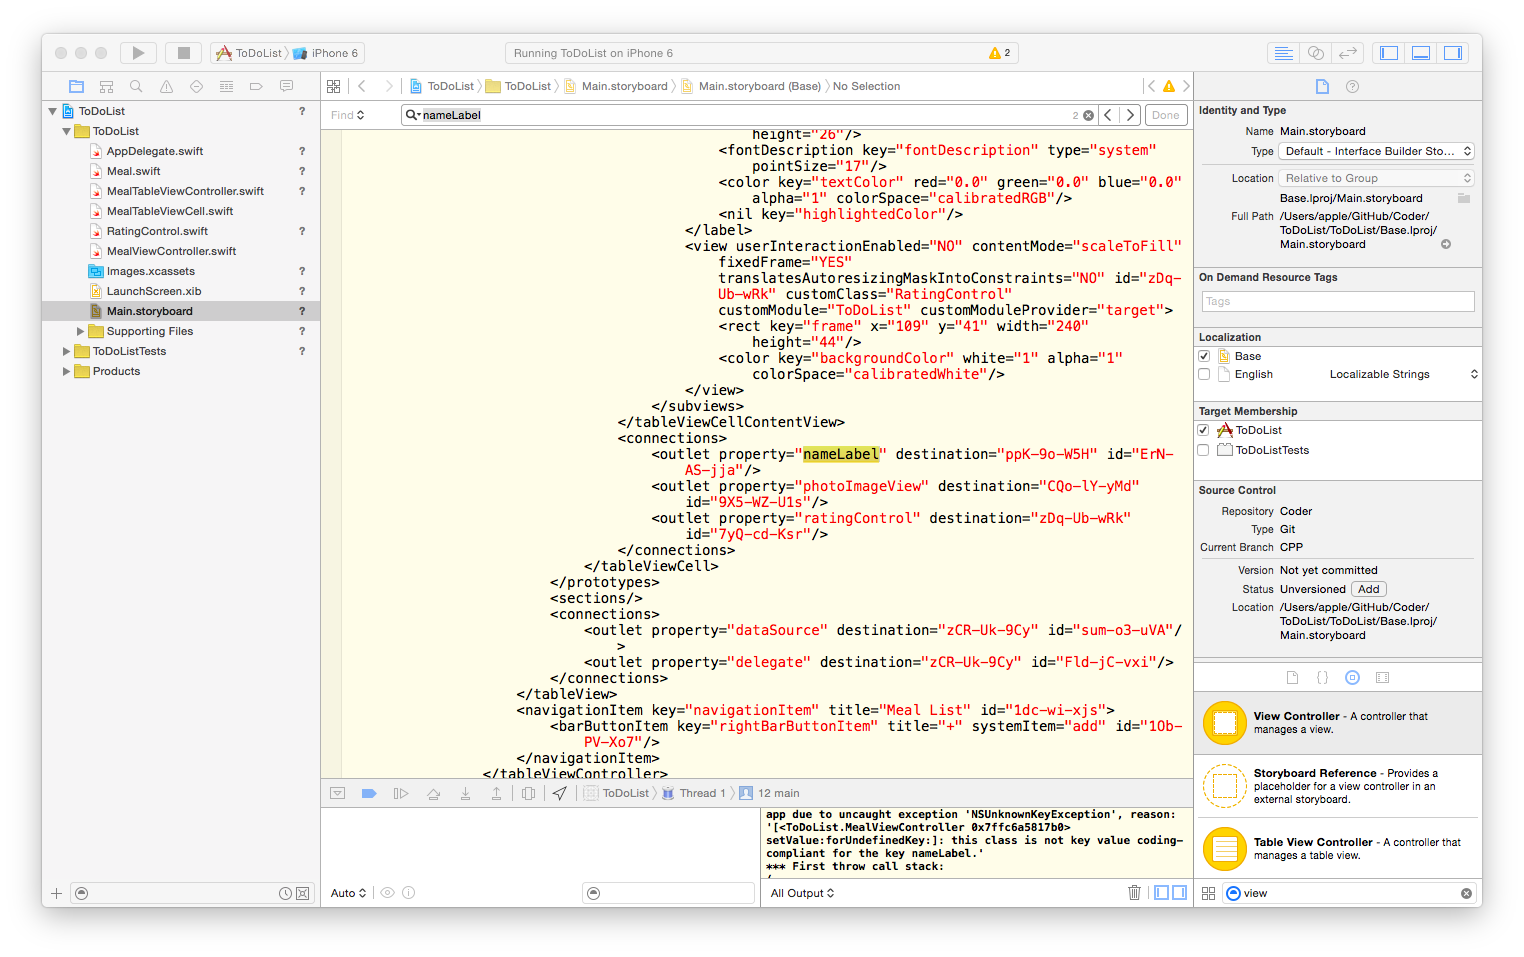 ToDoList
iPhone 6
Running ToDoList on iPhone 6
2
ToDoList
ToDoList
Main.storyboard
Main.storyboard (Base)
No Selection
Find
nameLabel
2
Done
ToDoList ?
ToDoList
AppDelegate.swift ?
Meal.swift ?
MealTableViewController.swift ?
MealTableViewCell.swift
RatingControl.swift ?
MealViewController.swift
Images.xcassets ?
LaunchScreen.xib ?
Main.storyboard ?
Supporting Files ?
ToDoListTests ?
Products
height="26"/>
<fontDescription key="fontDescription" type="system"
pointSize="17"/>
<color key="textColor" red="0.0" green="0.0" blue="0.0"
alpha="1" colorSpace="calibratedRGB"/>
<nil key="highlightedColor"/>
</label>
<view userInteractionEnabled="NO" contentMode="scaleToFill"
fixedFrame="YES"
translatesAutoresizingMaskIntoConstraints="NO" id="zDq-
Ub-wRk" customClass="RatingControl"
customModule="ToDoList" customModuleProvider="target">
<rect key="frame" x="109" y="41" width="240"
height="44"/>
<color key="backgroundColor" white="1" alpha="1"
colorSpace="calibratedWhite"/>
</view>
</subviews>
</tableViewCellContentView>
<connections>
<outlet property="nameLabel" destination="ppK-9o-W5H" id="ErN-
AS-jja"/>
<outlet property="photoImageView" destination="CQo-lY-yMd"
id="9X5-WZ-U1s"/>
<outlet property="ratingControl" destination="zDq-Ub-wRk"
id="7yQ-cd-Ksr"/>
</connections>
</tableViewCell>
</prototypes>
<sections/>
<connections>
<outlet property="dataSource" destination="zCR-Uk-9Cy" id="sum-o3-uVA"/
>
<outlet property="delegate" destination="zCR-Uk-9Cy" id="Fld-jC-vxi"/>
</connections>
</tableView>
<navigationItem key="navigationItem" title="Meal List" id="1dc-wi-xjs">
<barButtonItem key="rightBarButtonItem" title="+" systemItem="add" id="1Ob-
PV-Xo7"/>
</navigationItem>
</tableViewController>
ToDoList
Thread 1
12 main
app due to uncaught exception 'NSUnknownKeyException', reason:
'[<ToDoList.MealViewController 0x7ffc6a5817b0>
setValue:forUndefinedKey:]: this class is not key value coding-
compliant for the key nameLabel.'
*** First throw call stack:
(
Auto
All Output
Identity and Type
Name Main.storyboard
Type Default - Interface Builder Sto...
Location Relative to Group
Base.lproj/Main.storyboard
Full Path /Users/apple/GitHub/Coder/
ToDoList/ToDoList/Base.lproj/
Main.storyboard
On Demand Resource Tags
Tags
Localization
Base
English Localizable Strings
Target Membership
ToDoList
ToDoListTests
Source Control
Repository Coder
Type Git
Current Branch CPP
Version Not yet committed
Status Unversioned Add
Location /Users/apple/GitHub/Coder/
ToDoList/ToDoList/Base.lproj/
Main.storyboard
{}
View Controller - A controller that
manages a view.
Storyboard Reference - Provides a
placeholder for a view controller in an
external storyboard.
Table View Controller - A controller that
manages a table view.
view